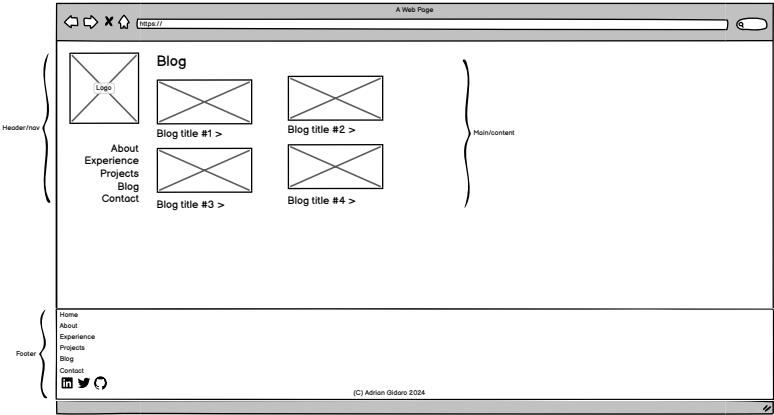 A Web Page
https://
Header/nav
Logo
Blog
Blog title #1 >
Blog title #2 >
Main/content
About
Experience
Projects
Blog
Contact
Blog title #3 >
Blog title #4 >
Footer
Home
About
Experience
Projects
Blog
Contact
(C) Adrian Gidaro 2024